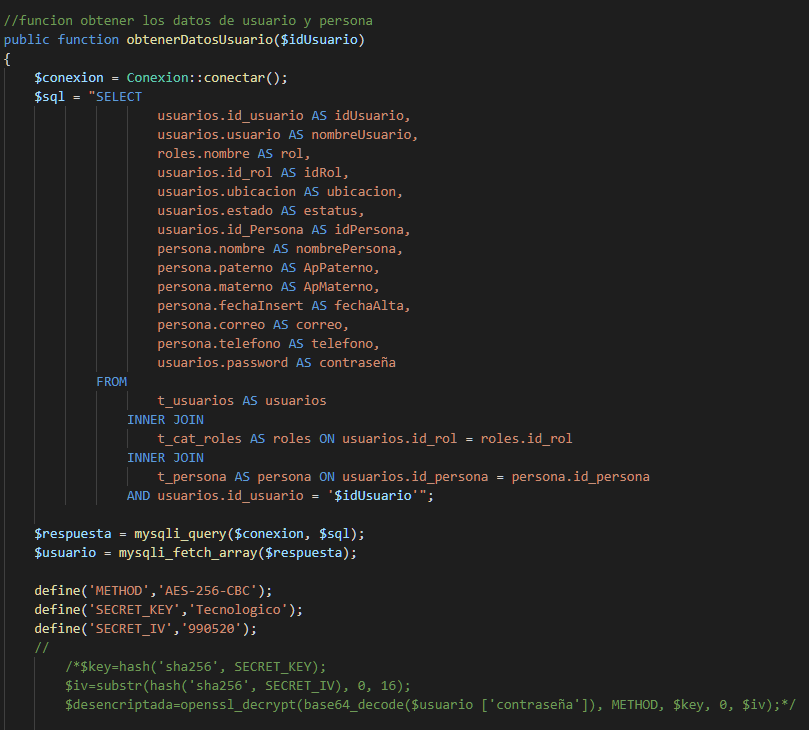 //funcion obtener los datos de usuario y persona
public function obtenerDatosUsuario($idUsuario)
{
$conexion = Conexion::conectar();
$sql = "SELECT
usuarios.id_usuario AS idUsuario,
usuarios.usuario AS nombreUsuario,
roles.nombre AS rol,
usuarios.id_rol AS idRol,
usuarios.ubicacion AS ubicacion,
usuarios.estado AS estatus,
usuarios.id_Persona AS idPersona,
persona.nombre AS nombrePersona,
persona.paterno AS ApPaterno,
persona.materno AS ApMaterno,
persona.fechaInsert AS fechaAlta,
persona.correo AS correo,
persona.telefono AS telefono,
usuarios.password AS contraseña
FROM
t_usuarios AS usuarios
INNER JOIN
t_cat_roles AS roles ON usuarios.id_rol = roles.id_rol
INNER JOIN
t_persona AS persona ON usuarios.id_persona = persona.id_persona
AND usuarios.id_usuario = '$idUsuario'";
$respuesta = mysqli_query($conexion, $sql);
$usuario = mysqli_fetch_array($respuesta);
define('METHOD','AES-256-CBC');
define('SECRET_KEY','Tecnologico');
define('SECRET_IV','990520');
//
/*$key=hash('sha256', SECRET_KEY);
$iv=substr(hash('sha256', SECRET_IV), 0, 16);
$desencriptada=openssl_decrypt(base64_decode($usuario ['contraseña']), METHOD, $key, 0, $iv);*/